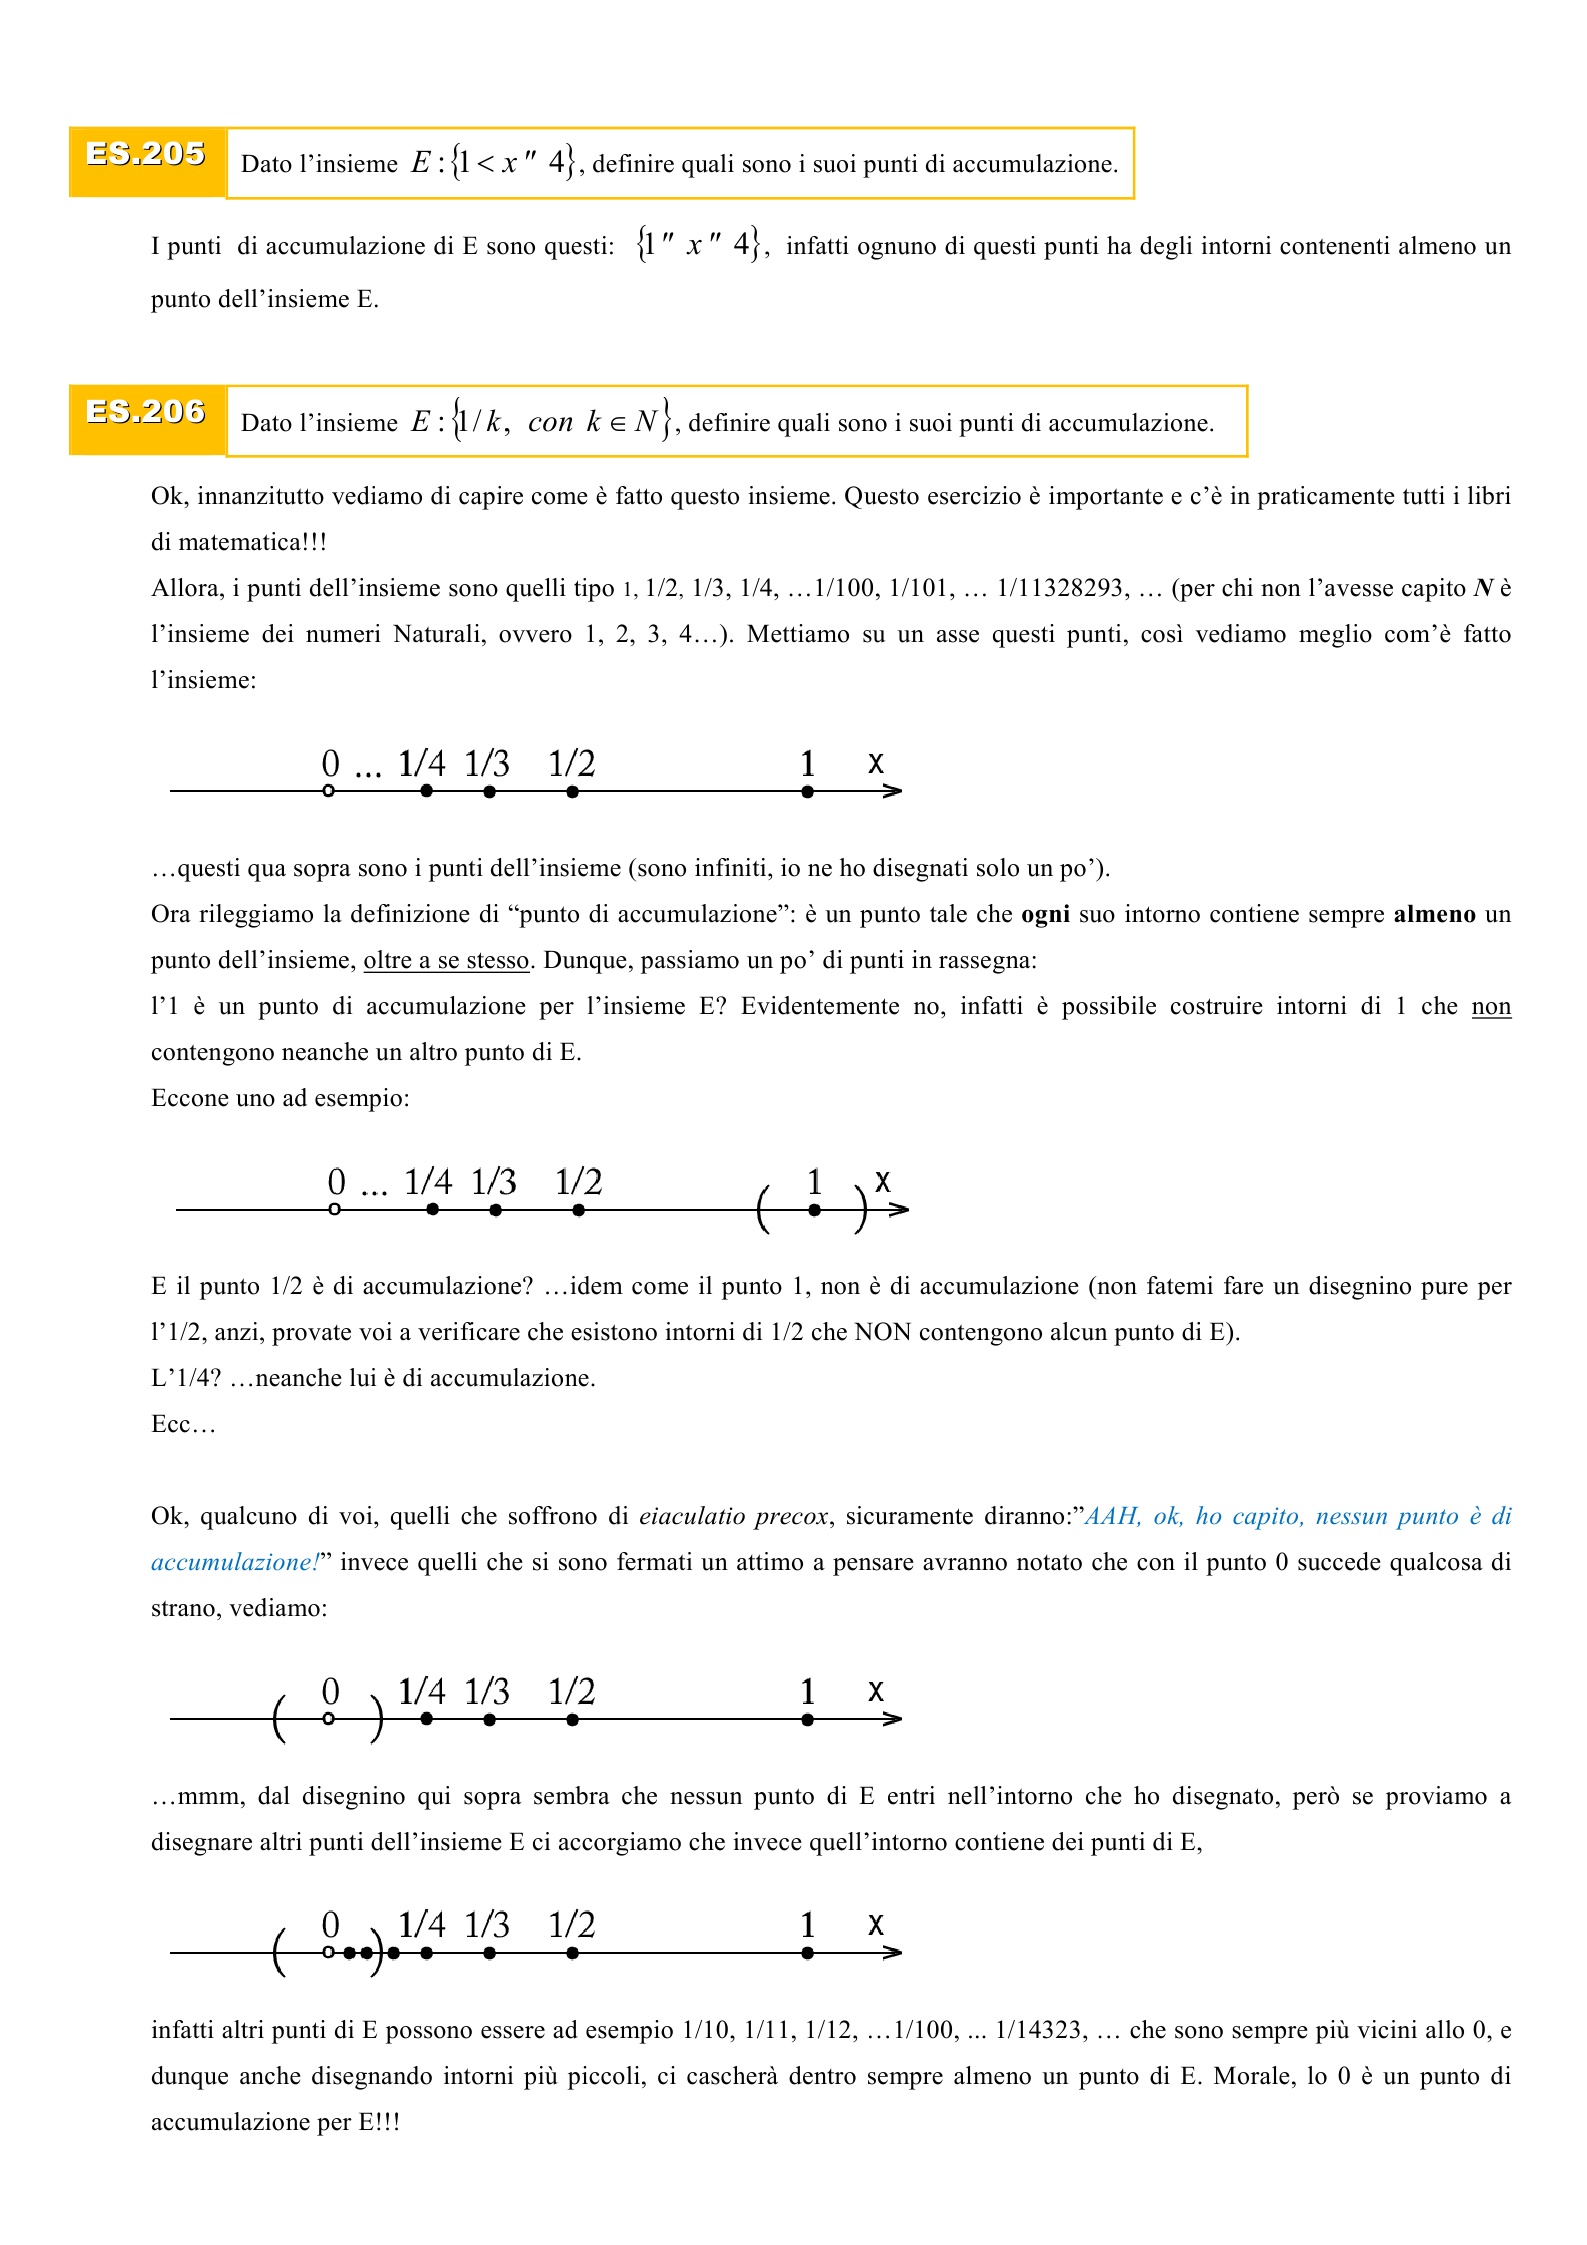 ES.205
Dato l’insieme E : {1 < x " 4}, definire quali sono i suoi punti di accumulazione.
I punti di accumulazione di E sono questi: {1 " x " 4}, infatti ognuno di questi punti ha degli intorni contenenti almeno un
punto dell’insieme E.
ES.206
Dato l’insieme E : {1/ k, con k ∈ N}, definire quali sono i suoi punti di accumulazione.
Ok, innanzitutto vediamo di capire come è fatto questo insieme. Questo esercizio è importante e c’è in praticamente tutti i libri
di matematica!!!
Allora, i punti dell’insieme sono quelli tipo 1, 1/2, 1/3, 1/4, …1/100, 1/101, … 1/11328293, … (per chi non l’avesse capito N è
l’insieme dei numeri Naturali, ovvero 1, 2, 3, 4…). Mettiamo su un asse questi punti, così vediamo meglio com’è fatto
l’insieme:
0 ... 1/4 1/3 1/2 1 x
…questi qua sopra sono i punti dell’insieme (sono infiniti, io ne ho disegnati solo un po’).
Ora rileggiamo la definizione di “punto di accumulazione”: è un punto tale che ogni suo intorno contiene sempre almeno un
punto dell’insieme, oltre a se stesso. Dunque, passiamo un po’ di punti in rassegna:
l’1 è un punto di accumulazione per l’insieme E? Evidentemente no, infatti è possibile costruire intorni di 1 che non
contengono neanche un altro punto di E.
Eccone uno ad esempio:
0 ... 1/4 1/3 1/2 ( 1 ) x
E il punto 1/2 è di accumulazione? …idem come il punto 1, non è di accumulazione (non fatemi fare un disegnino pure per
l’1/2, anzi, provate voi a verificare che esistono intorni di 1/2 che NON contengono alcun punto di E).
L’1/4? …neanche lui è di accumulazione.
Ecc…
Ok, qualcuno di voi, quelli che soffrono di eiaculatio precox, sicuramente diranno:”AAH, ok, ho capito, nessun punto è di
accumulazione!” invece quelli che si sono fermati un attimo a pensare avranno notato che con il punto 0 succede qualcosa di
strano, vediamo:
( 0 ) 1/4 1/3 1/2 1 x
…mmm, dal disegnino qui sopra sembra che nessun punto di E entri nell’intorno che ho disegnato, però se proviamo a
disegnare altri punti dell’insieme E ci accorgiamo che invece quell’intorno contiene dei punti di E,
( 0 ) 1/4 1/3 1/2 1 x
infatti altri punti di E possono essere ad esempio 1/10, 1/11, 1/12, …1/100, ... 1/14323, … che sono sempre più vicini allo 0, e
dunque anche disegnando intorni più piccoli, ci cascherà dentro sempre almeno un punto di E. Morale, lo 0 è un punto di
accumulazione per E!!!